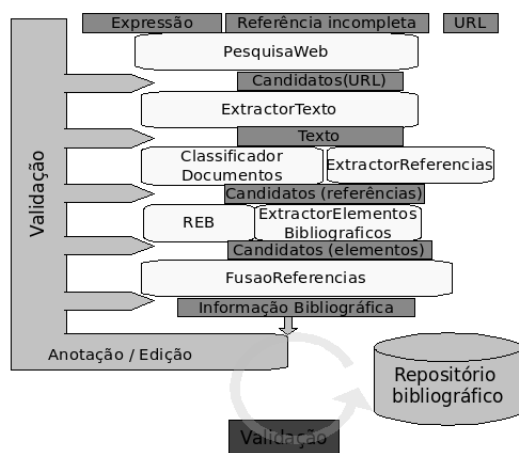 Expressão
Referência incompleta
URL
PesquisaWeb
Candidatos(URL)
ExtractorTexto
Texto
Classificador
Documentos
ExtractorReferencias
Candidatos (referências)
REB
ExtractorElementos
Bibliograficos
Candidatos (elementos)
FusaoReferencias
Informação Bibliográfica
Validação
Anotação / Edição
Repositório
bibliográfico
Validação